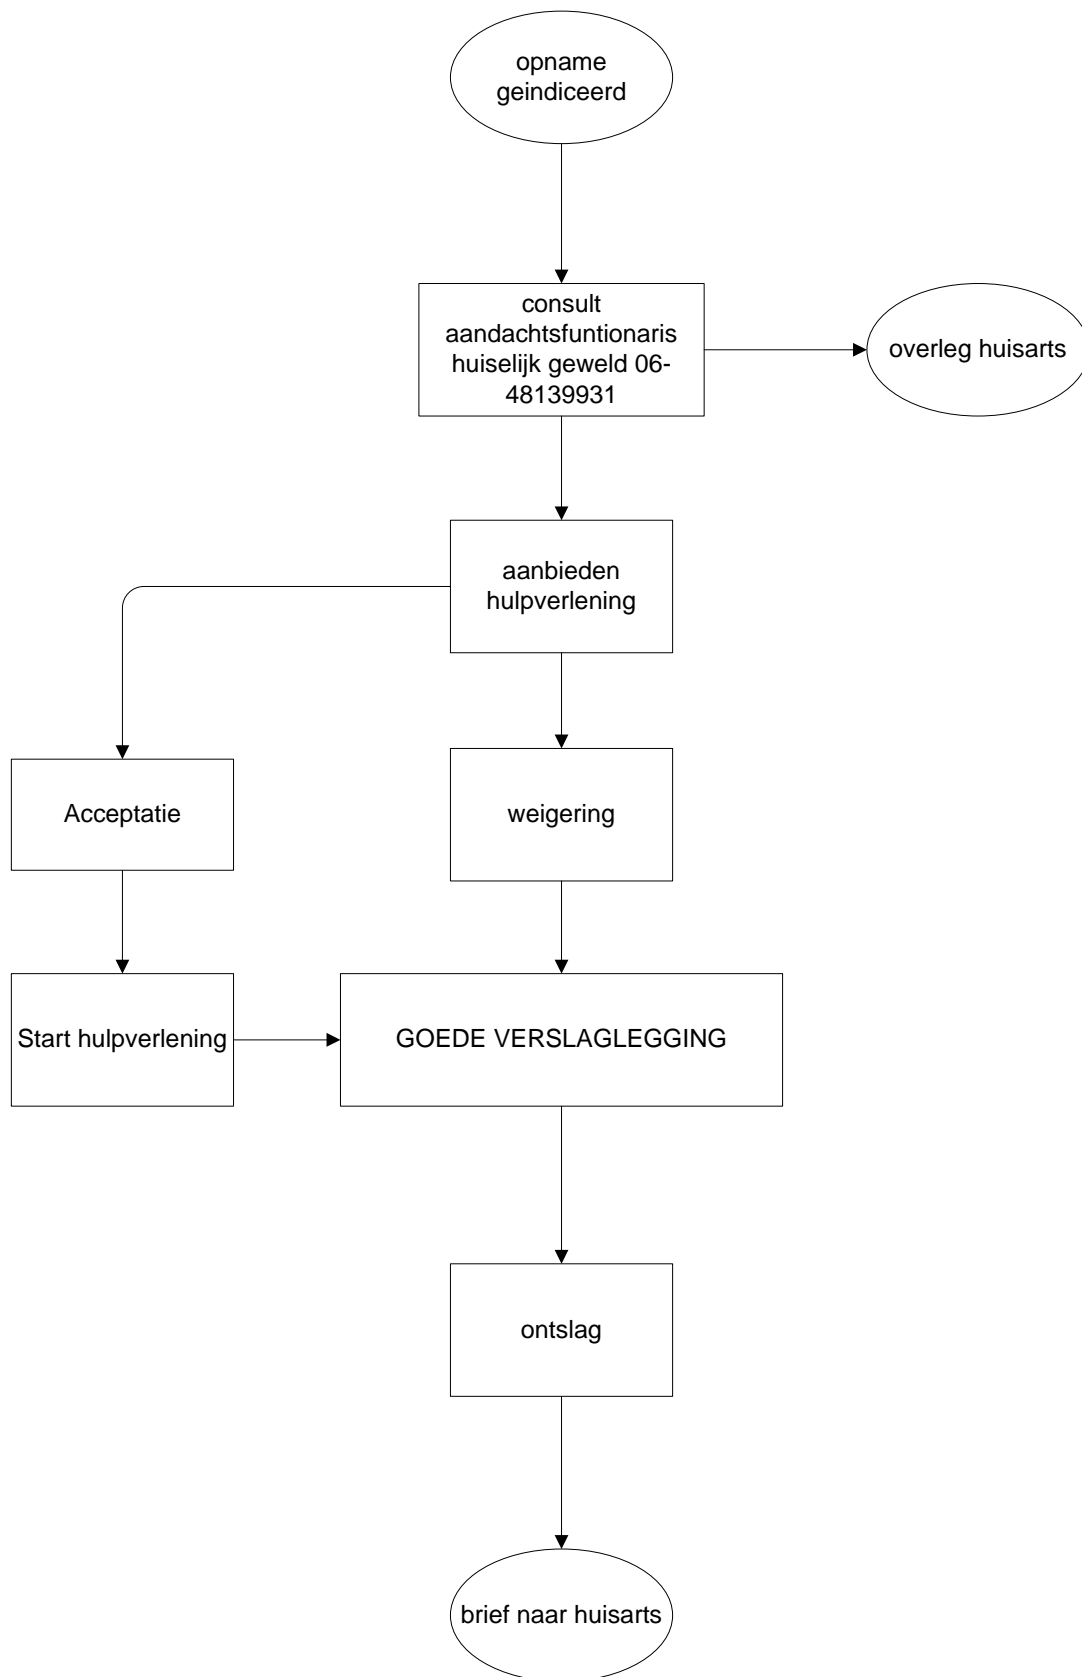 opname
geindiceerd
consult
aandachtsfuntionaris
huiselijk geweld 06-
48139931
overleg huisarts
aanbieden
hulpverlening
Acceptatie
weigering
Start hulpverlening
GOEDE VERSLAGLEGGING
ontslag
brief naar huisarts